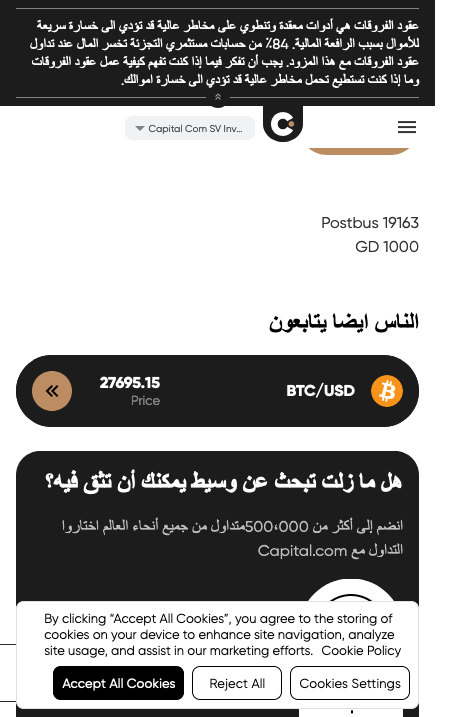 عقود الفروقات هي أدوات معقدة وتنطوي على مخاطر عالية قد تؤدي الى خسارة سريعة
للأموال بسبب الرافعة المالية. 84٪ من حسابات مستثمري التجزئة تخسر المال عند تداول
عقود الفروقات مع هذا المزود. يجب أن تفكر فيما إذا كنت تفهم كيفية عمل عقود الفروقات
وما إذا كنت تستطيع تحمل مخاطر عالية قد تؤدي الى خسارة اموالك.
Capital Com SV Inv...
Postbus 19163
GD 1000
الناس ايضا يتابعون
BTC/USD
27695.15
Price
هل ما زلت تبحث عن وسيط يمكنك أن تثق فيه؟
انضم إلى أكثر من 500،000متداول من جميع أنحاء العالم اختاروا
التداول مع Capital.com
By clicking “Accept All Cookies”, you agree to the storing of
cookies on your device to enhance site navigation, analyze
site usage, and assist in our marketing efforts. Cookie Policy
Accept All Cookies
Reject All
Cookies Settings